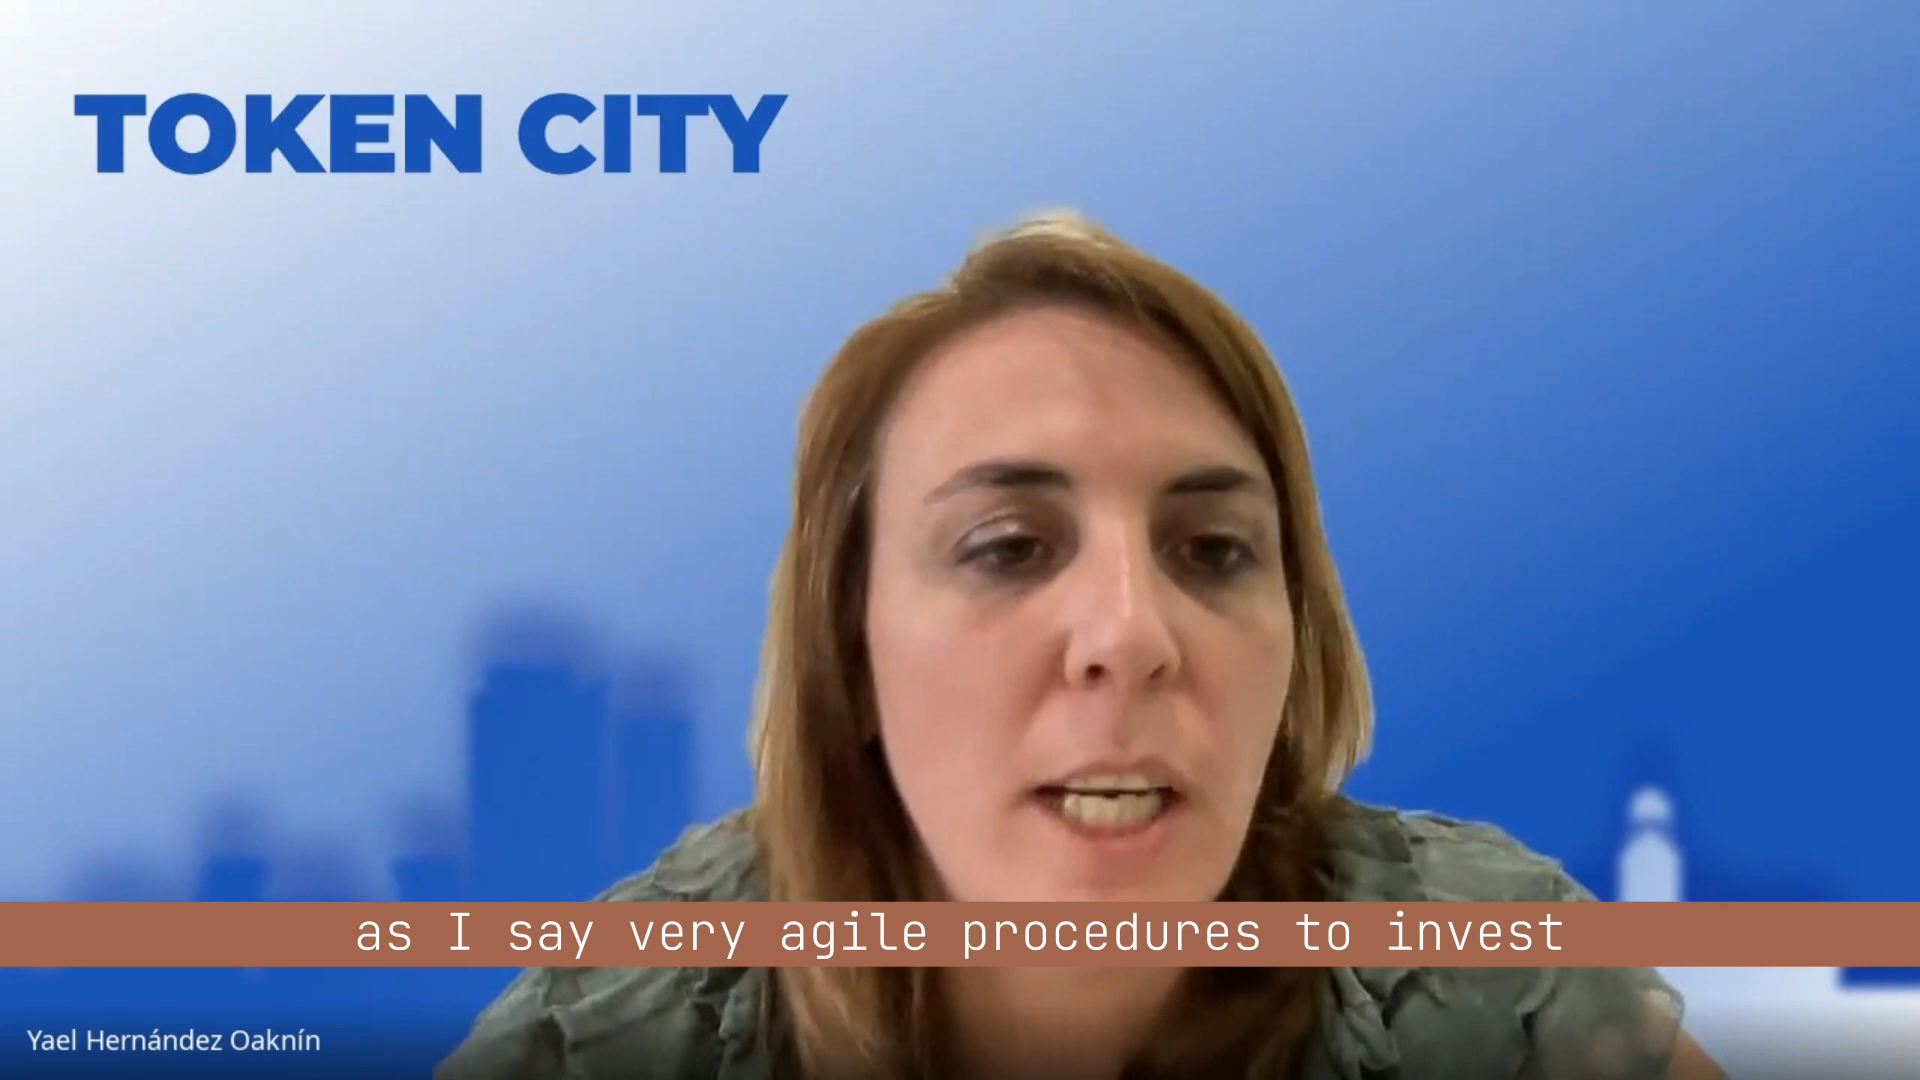 TOKEN CITY
as I say very agile procedures to invest
Yael Hernández Oaknín